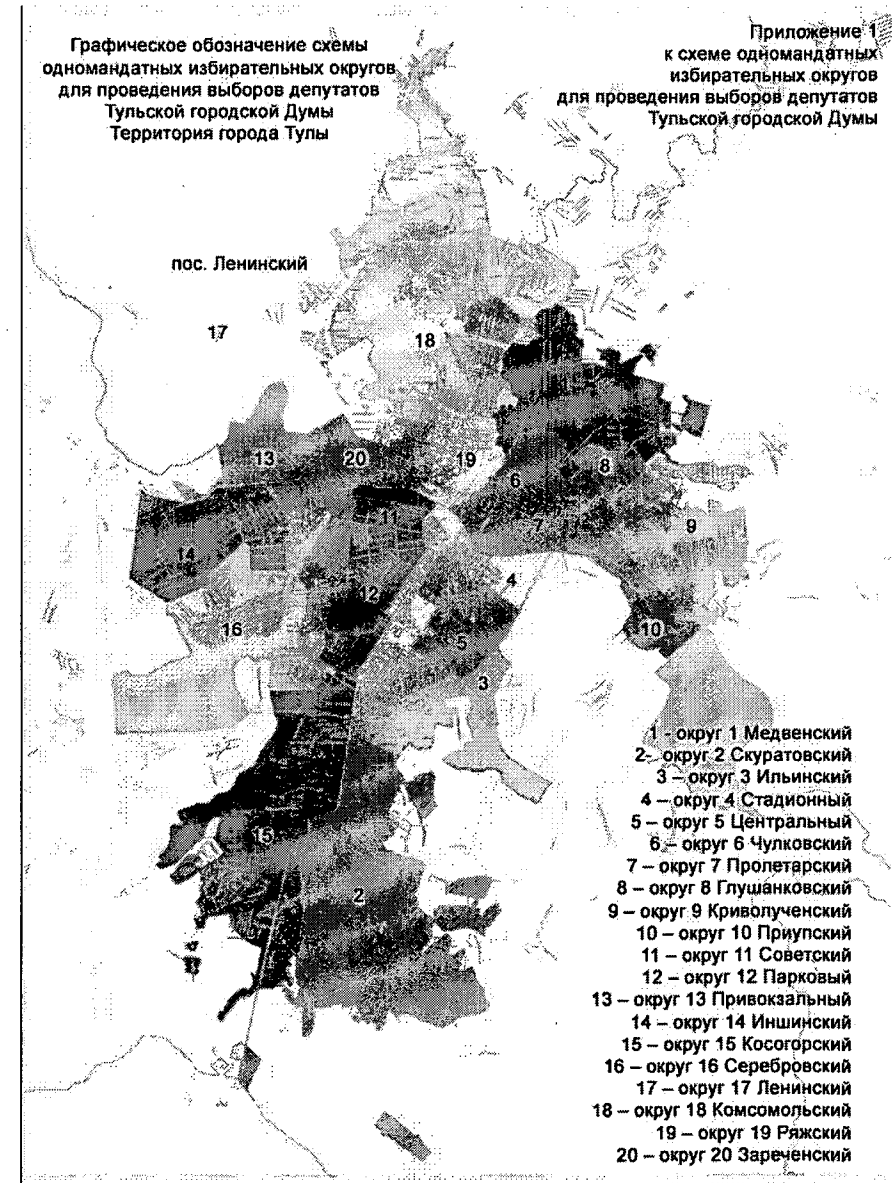 Графическое обозначение схемы
одномандатных избирательных округов
для проведения выборов депутатов
Тульской городской Думы
Территория города Тулы
Приложение 1
к схеме одномандатных
избирательных округов
для проведения выборов депутатов
Тульской городской Думы
пос. Ленинский
17
18
13
20
19
6
8
11
7
9
14
4
12
16
10
5
3
15
2
1 - округ 1 Медвенский
2- округ 2 Скуратовский
3 – округ 3 Ильинский
4 – округ 4 Стадионный
5 – округ 5 Центральный
6 – округ 6 Чулковский
7 – округ 7 Пролетарский
8 – округ 8 Глушанковский
9 – округ 9 Криволученский
10 – округ 10 Приупский
11 – округ 11 Советский
12 – округ 12 Парковый
13 – округ 13 Привокзальный
14 – округ 14 Иншинский
15 – округ 15 Косогорский
16 – округ 16 Серебровский
17 – округ 17 Ленинский
18 – округ 18 Комсомольский
19 – округ 19 Ряжский
20 – округ 20 Зареченский